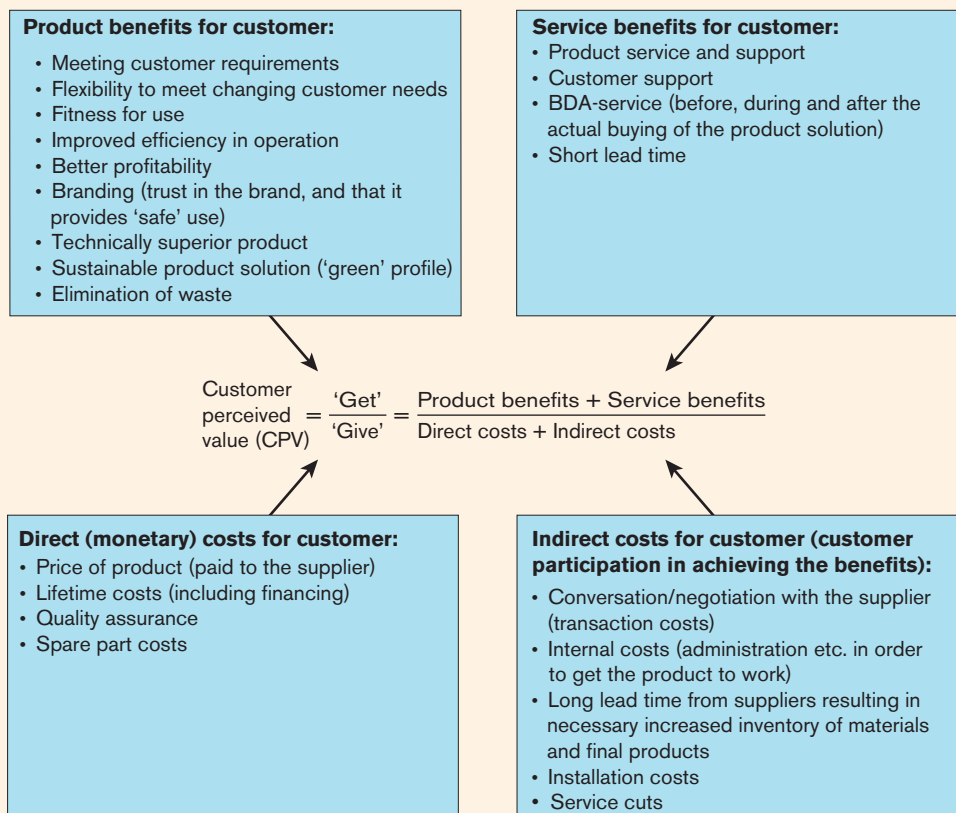 Product benefits for customer:
• Meeting customer requirements
• Flexibility to meet changing customer needs
• Fitness for use
• Improved efficiency in operation
• Better profitability
• Branding (trust in the brand, and that it
provides ‘safe’ use)
• Technically superior product
• Sustainable product solution (‘green’ profile)
• Elimination of waste
Service benefits for customer:
• Product service and support
• Customer support
• BDA-service (before, during and after the
actual buying of the product solution)
• Short lead time
Customer
perceived
value (CPV)
= ‘Get’
‘Give’
= Product benefits + Service benefits
Direct costs + Indirect costs
Direct (monetary) costs for customer:
• Price of product (paid to the supplier)
• Lifetime costs (including financing)
• Quality assurance
• Spare part costs
Indirect costs for customer (customer
participation in achieving the benefits):
• Conversation/negotiation with the supplier
(transaction costs)
• Internal costs (administration etc. in order
to get the product to work)
• Long lead time from suppliers resulting in
necessary increased inventory of materials
and final products
• Installation costs
• Service cuts